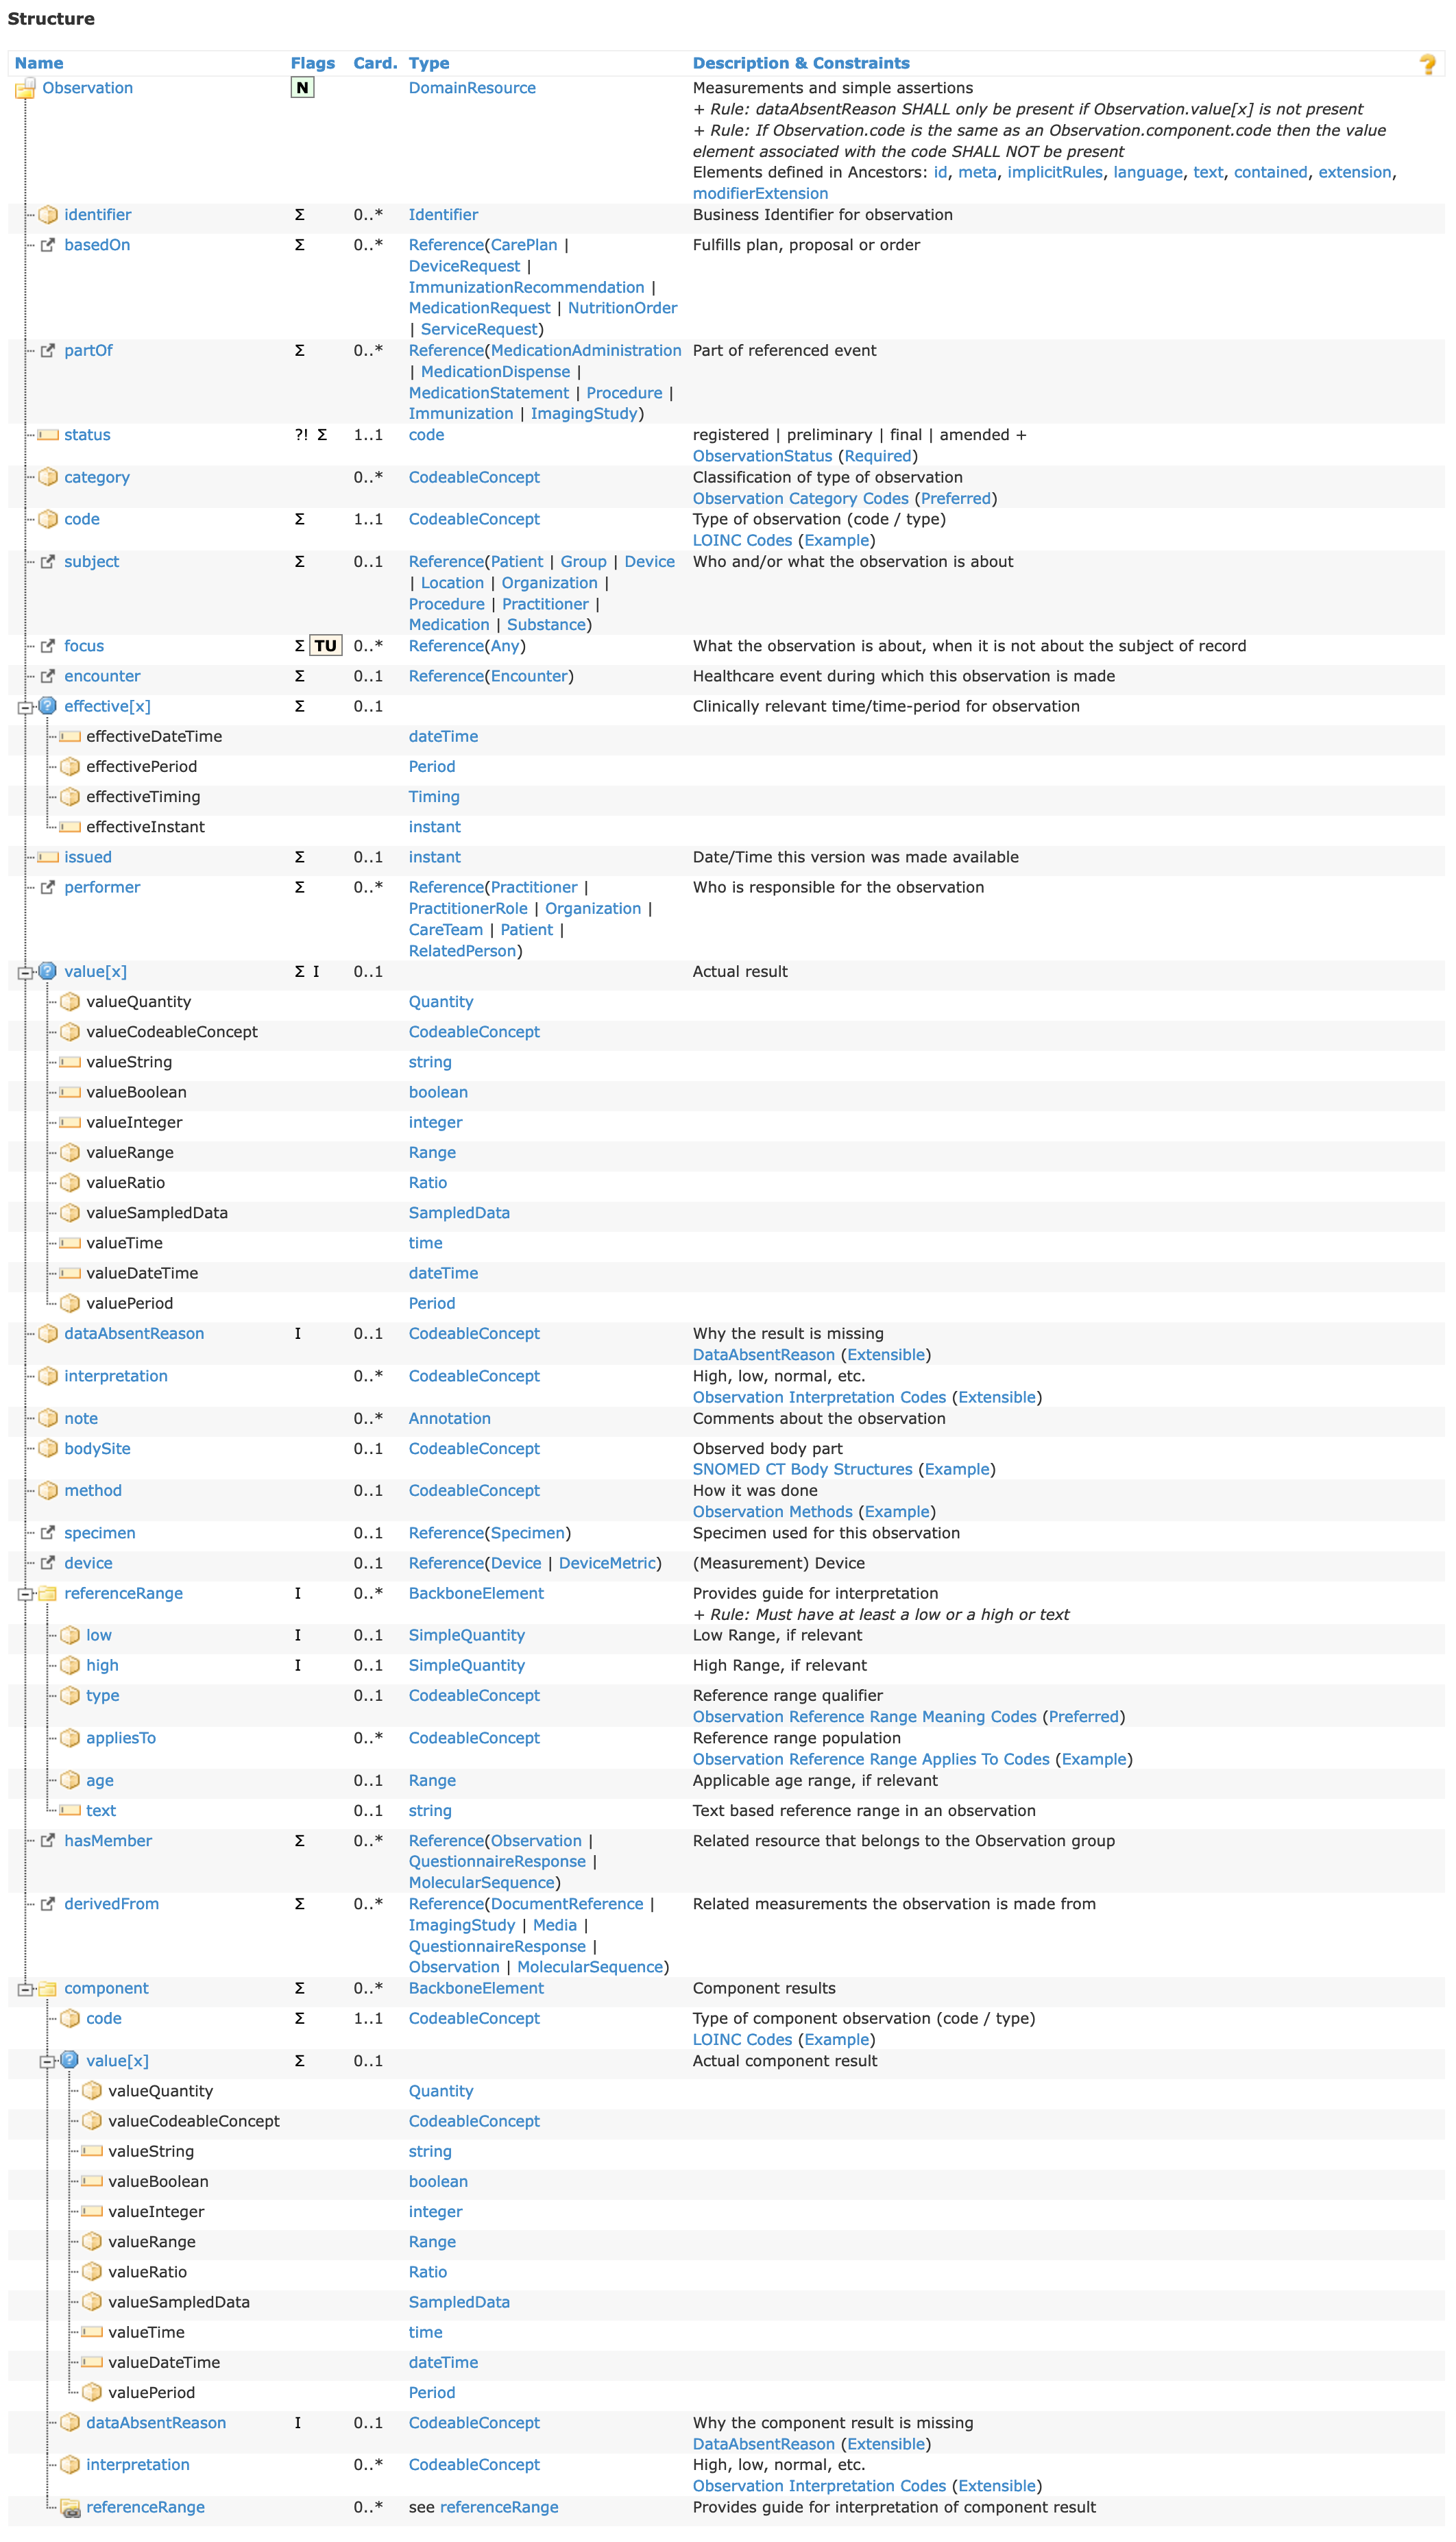 Structure
Name Flags Card. Type Description & Constraints
Observation N DomainResource Measurements and simple assertions
+ Rule: dataAbsentReason SHALL only be present if Observation.value[x] is not present
+ Rule: If Observation.code is the same as an Observation.component.code then the value
element associated with the code SHALL NOT be present
Elements defined in Ancestors: id, meta, implicitRules, language, text, contained, extension,
modifierExtension
identifier Σ 0..* Identifier Business Identifier for observation
basedOn Σ 0..* Reference(CarePlan | Fulfills plan, proposal or order
DeviceRequest |
ImmunizationRecommendation |
MedicationRequest | NutritionOrder
| ServiceRequest)
partOf Σ 0..* Reference(MedicationAdministration Part of referenced event
| MedicationDispense |
MedicationStatement | Procedure |
Immunization | ImagingStudy)
status ?! Σ 1..1 code registered | preliminary | final | amended +
ObservationStatus (Required)
category 0..* CodeableConcept Classification of type of observation
Observation Category Codes (Preferred)
code Σ 1..1 CodeableConcept Type of observation (code / type)
LOINC Codes (Example)
subject Σ 0..1 Reference(Patient | Group | Device Who and/or what the observation is about
| Location | Organization |
Procedure | Practitioner |
Medication | Substance)
focus Σ TU 0..* Reference(Any) What the observation is about, when it is not about the subject of record
encounter Σ 0..1 Reference(Encounter) Healthcare event during which this observation is made
effective[x] Σ 0..1 Clinically relevant time/time-period for observation
effectiveDateTime dateTime
effectivePeriod Period
effectiveTiming Timing
effectiveInstant instant
issued Σ 0..1 instant Date/Time this version was made available
performer Σ 0..* Reference(Practitioner | Who is responsible for the observation
PractitionerRole | Organization |
CareTeam | Patient |
RelatedPerson)
value[x] Σ I 0..1 Actual result
valueQuantity Quantity
valueCodeableConcept CodeableConcept
valueString string
valueBoolean boolean
valueInteger integer
valueRange Range
valueRatio Ratio
valueSampledData SampledData
valueTime time
valueDateTime dateTime
valuePeriod Period
dataAbsentReason I 0..1 CodeableConcept Why the result is missing
DataAbsentReason (Extensible)
interpretation 0..* CodeableConcept High, low, normal, etc.
Observation Interpretation Codes (Extensible)
note 0..* Annotation Comments about the observation
bodySite 0..1 CodeableConcept Observed body part
SNOMED CT Body Structures (Example)
method 0..1 CodeableConcept How it was done
Observation Methods (Example)
specimen 0..1 Reference(Specimen) Specimen used for this observation
device 0..1 Reference(Device | DeviceMetric) (Measurement) Device
referenceRange I 0..* BackboneElement Provides guide for interpretation
+ Rule: Must have at least a low or a high or text
low I 0..1 SimpleQuantity Low Range, if relevant
high I 0..1 SimpleQuantity High Range, if relevant
type 0..1 CodeableConcept Reference range qualifier
Observation Reference Range Meaning Codes (Preferred)
appliesTo 0..* CodeableConcept Reference range population
Observation Reference Range Applies To Codes (Example)
age 0..1 Range Applicable age range, if relevant
text 0..1 string Text based reference range in an observation
hasMember Σ 0..* Reference(Observation | Related resource that belongs to the Observation group
QuestionnaireResponse |
MolecularSequence)
derivedFrom Σ 0..* Reference(DocumentReference | Related measurements the observation is made from
ImagingStudy | Media |
QuestionnaireResponse |
Observation | MolecularSequence)
component Σ 0..* BackboneElement Component results
code Σ 1..1 CodeableConcept Type of component observation (code / type)
LOINC Codes (Example)
value[x] Σ 0..1 Actual component result
valueQuantity Quantity
valueCodeableConcept CodeableConcept
valueString string
valueBoolean boolean
valueInteger integer
valueRange Range
valueRatio Ratio
valueSampledData SampledData
valueTime time
valueDateTime dateTime
valuePeriod Period
dataAbsentReason I 0..1 CodeableConcept Why the component result is missing
DataAbsentReason (Extensible)
interpretation 0..* CodeableConcept High, low, normal, etc.
Observation Interpretation Codes (Extensible)
referenceRange 0..* see referenceRange Provides guide for interpretation of component result